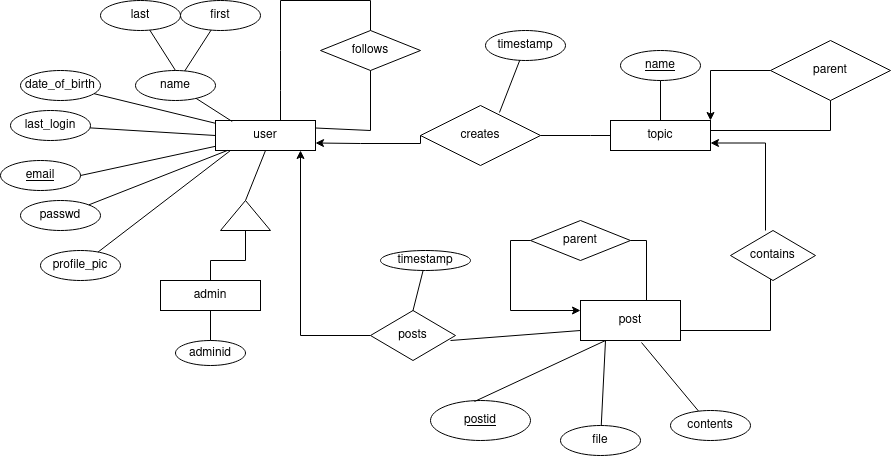 last
first
follows
timestamp
name
parent
date_of_birth
name
last_login
user
creates
topic
email
passwd
parent
contains
profile_pic
timestamp
admin
post
posts
adminid
postid
contents
file